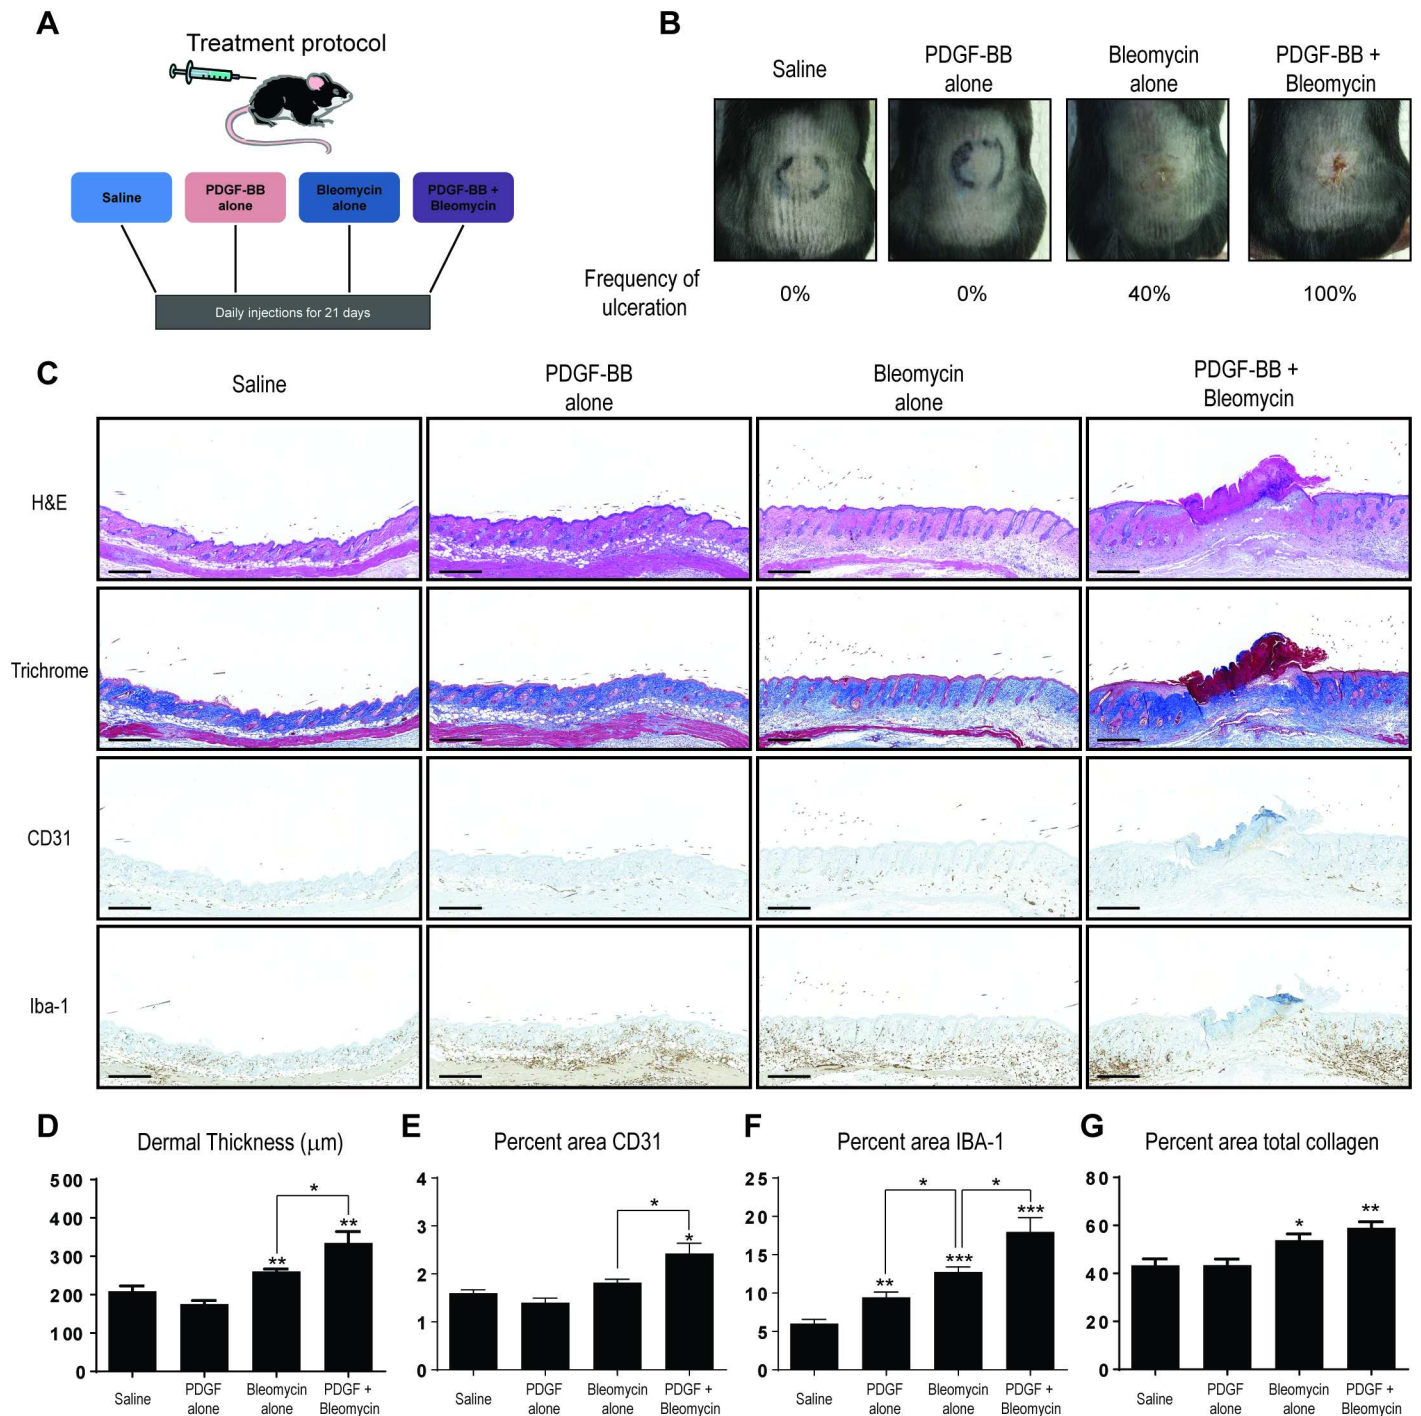 A
Treatment protocol
Saline
PDGF-BB
alone
Bleomycin
alone
PDGF-BB +
Bleomycin
Daily injections for 21 days
B
Saline
PDGF-BB
alone
Bleomycin
alone
PDGF-BB +
Bleomycin
Frequency of
ulceration
0%
0%
40%
100%
C
Saline
PDGF-BB
alone
Bleomycin
alone
PDGF-BB +
Bleomycin
H&E
Trichrome
CD31
Iba-1
D
Dermal Thickness (μm)
500
400
300
200
100
0
**
**
*
Saline
PDGF
alone
Bleomycin
alone
PDGF +
Bleomycin
E
Percent area CD31
4
3
2
1
0
*
*
Saline
PDGF
alone
Bleomycin
alone
PDGF +
Bleomycin
F
Percent area IBA-1
25
20
15
10
5
0
**
*
***
*
***
Saline
PDGF
alone
Bleomycin
alone
PDGF +
Bleomycin
G
Percent area total collagen
80
60
40
20
0
*
**
Saline
PDGF
alone
Bleomycin
alone
PDGF +
Bleomycin